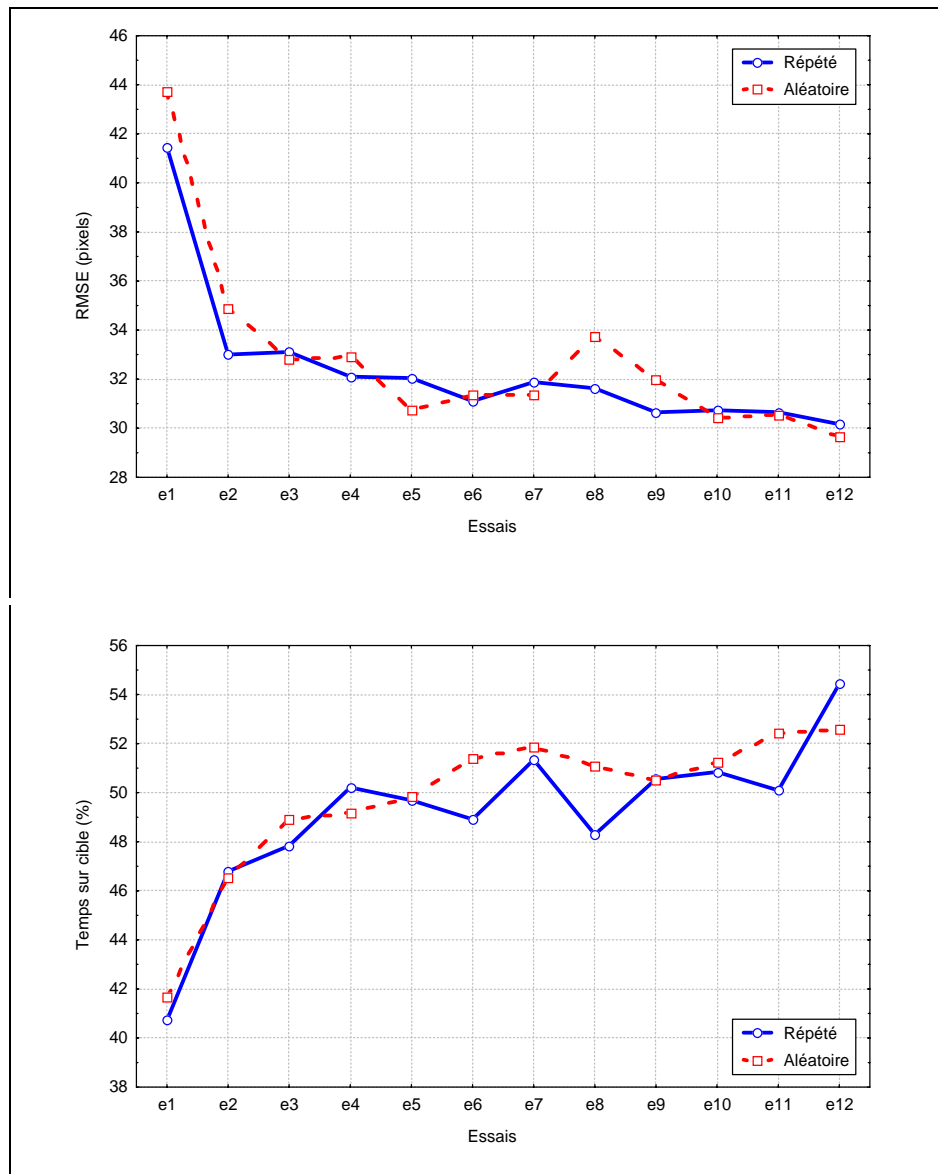 46
44
42
40
38
36
34
32
30
28
RMSE (pixels)
Répété
Aléatoire
e1 e2 e3 e4 e5 e6 e7 e8 e9 e10 e11 e12
Essais
56
54
52
50
48
46
44
42
40
38
Temps sur cible (%)
Répété
Aléatoire
e1 e2 e3 e4 e5 e6 e7 e8 e9 e10 e11 e12
Essais